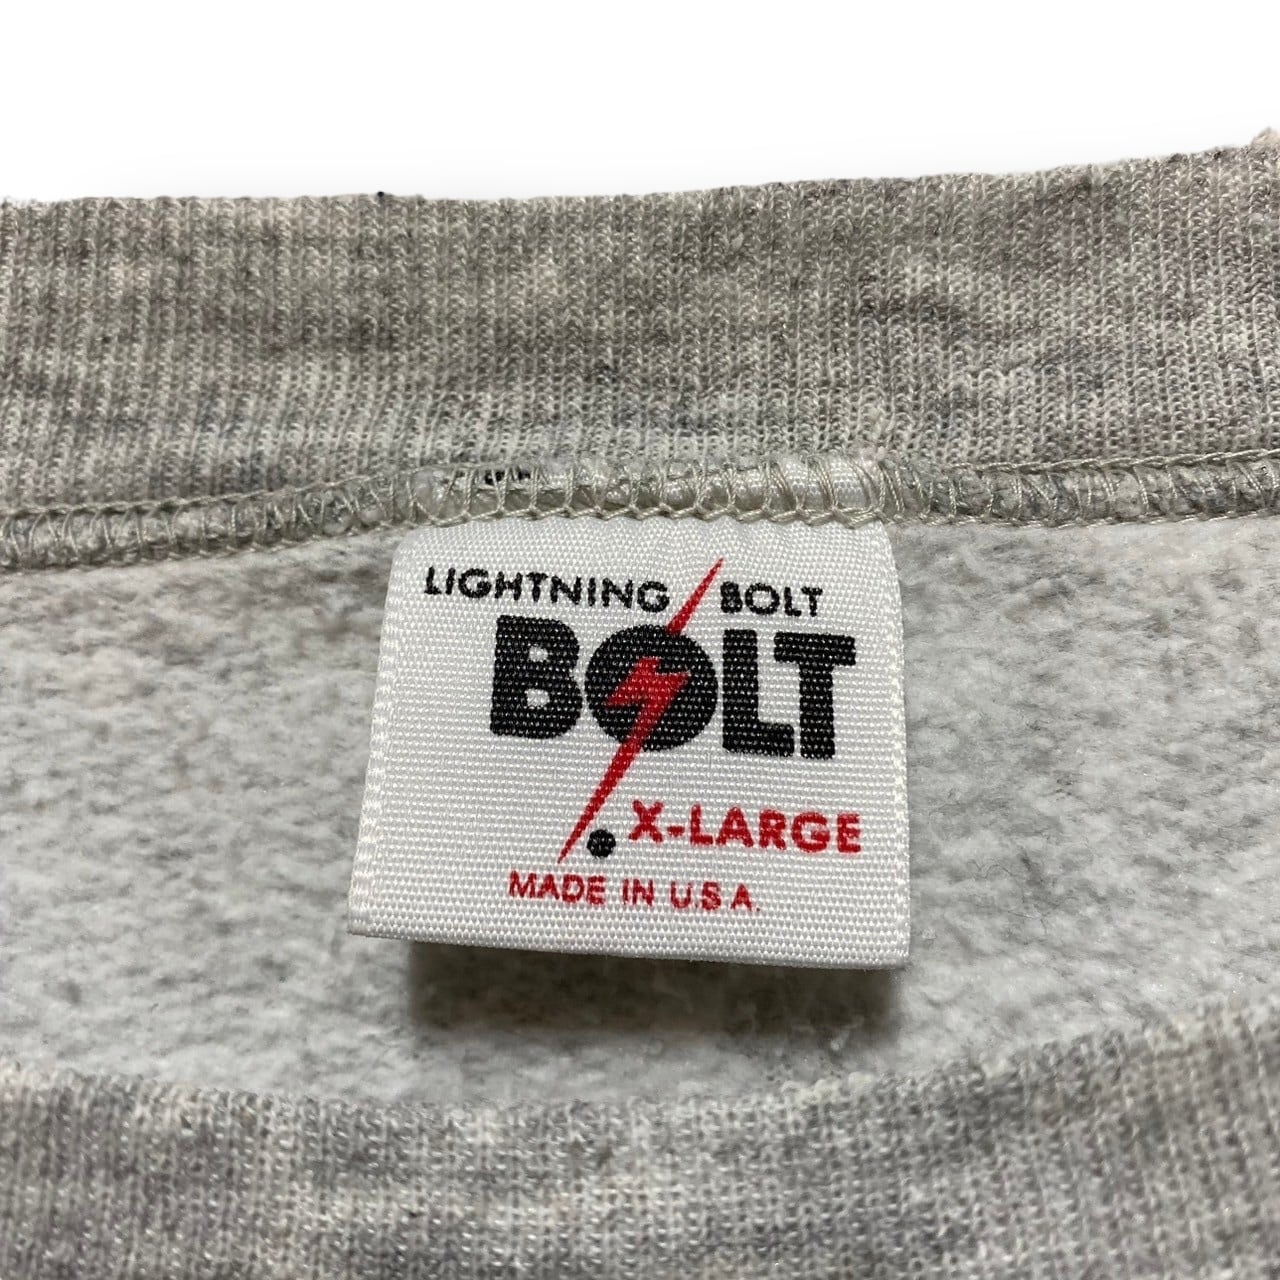 LIGHTNING BOLT
BOLT
X-LARGE
MADE IN U.S.A.